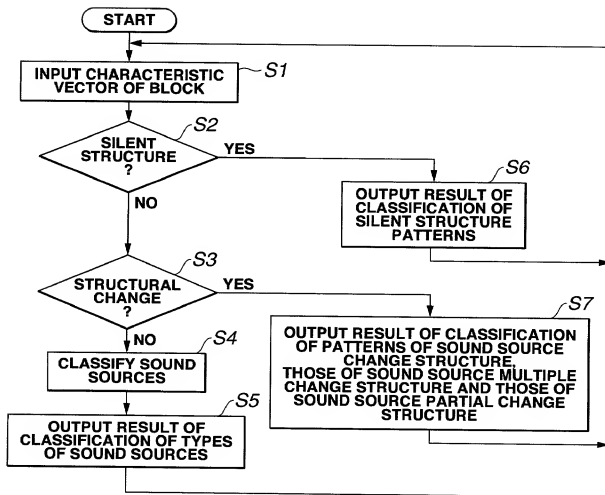 START
INPUT CHARACTERISTIC
VECTOR OF BLOCK
S1
SILENT
STRUCTURE
?
S2
YES
NO
OUTPUT RESULT OF
CLASSIFICATION OF
SILENT STRUCTURE
PATTERNS
S6
STRUCTURAL
CHANGE
?
S3
YES
NO
OUTPUT RESULT OF CLASSIFICATION
OF PATTERNS OF SOUND SOURCE
CHANGE STRUCTURE,
THOSE OF SOUND SOURCE MULTIPLE
CHANGE STRUCTURE AND THOSE OF
SOUND SOURCE PARTIAL CHANGE
STRUCTURE
S7
CLASSIFY SOUND
SOURCES
S4
OUTPUT RESULT OF
CLASSIFICATION OF TYPES
OF SOUND SOURCES
S5